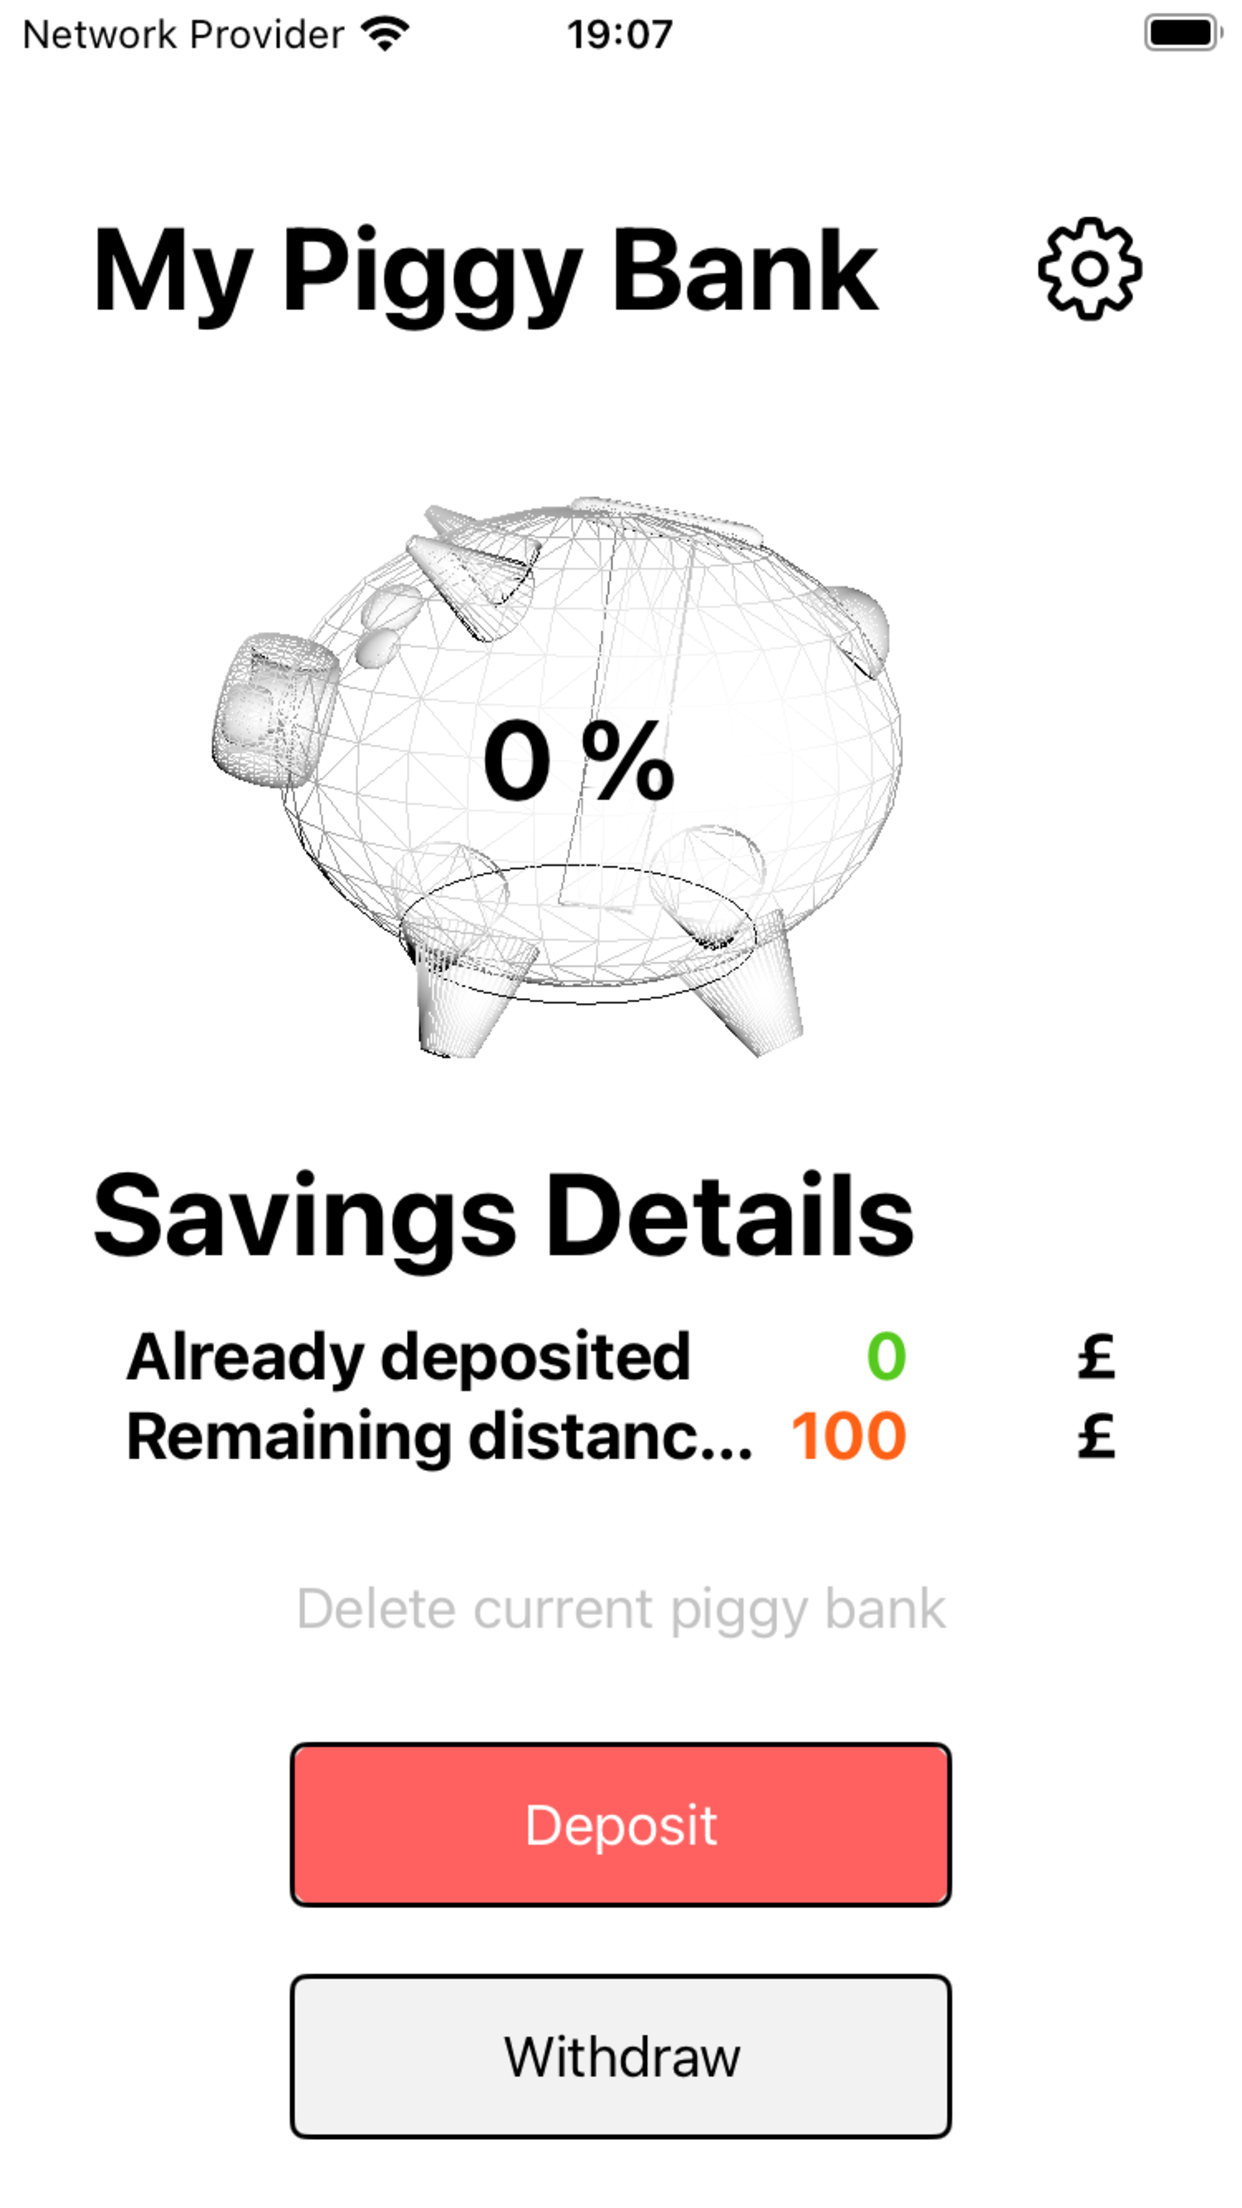 Network Provider 19:07
My Piggy Bank
0 %
Savings Details
Already deposited 0 £
Remaining distanc... 100 £
Delete current piggy bank
Deposit
Withdraw